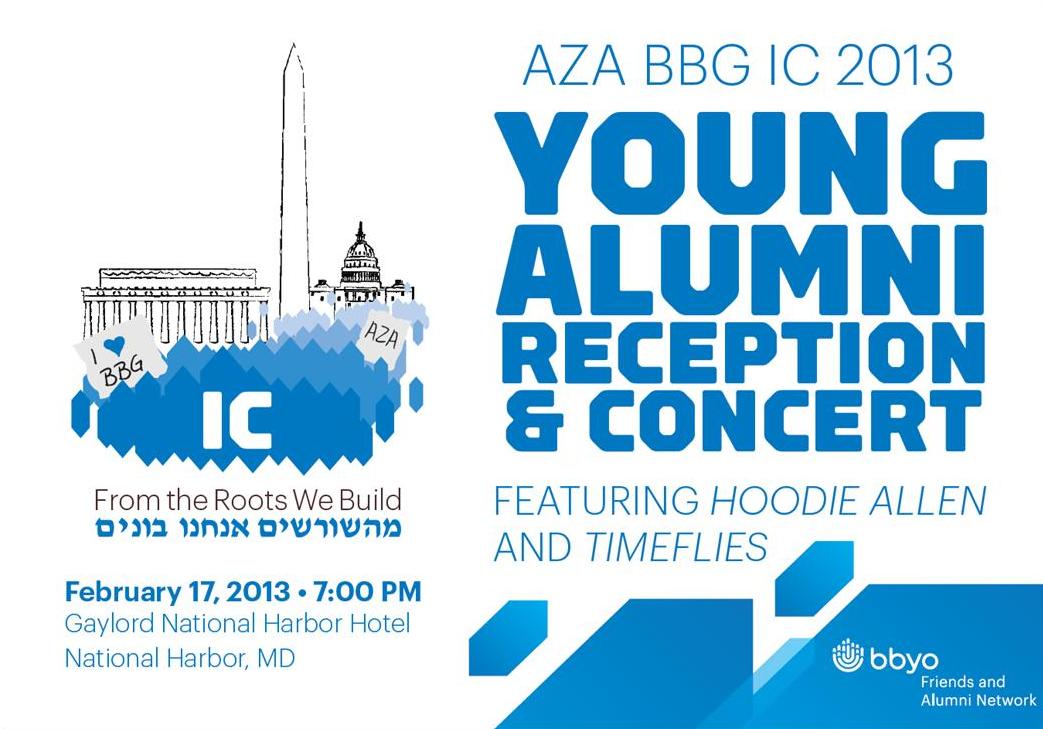 AZA BBG IC 2013
YOUNG
ALUMNI
RECEPTION
& CONCERT
FEATURING HOODIE ALLEN
AND TIMEFLIES
I ♥
BBG
AZA
IC
From the Roots We Build
מהשורשים אנחנו בונים
February 17, 2013 • 7:00 PM
Gaylord National Harbor Hotel
National Harbor, MD
bbyo
Friends and
Alumni Network